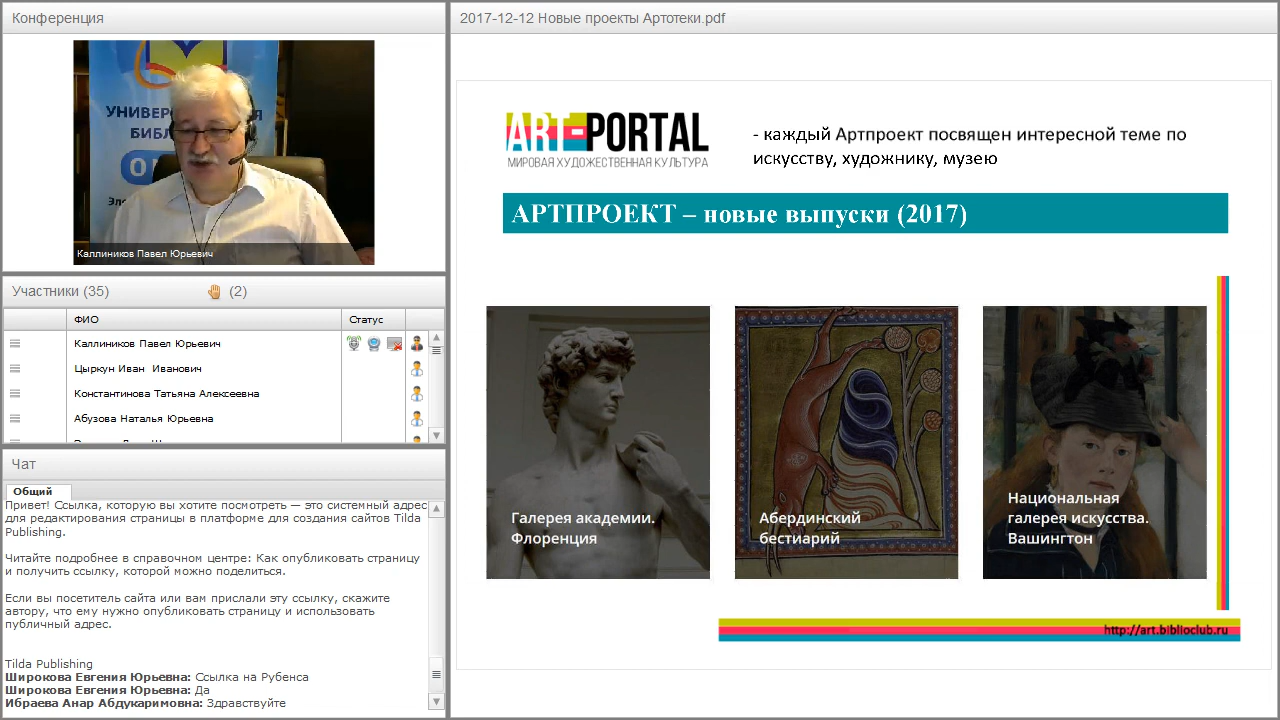 Конференция
УНИВЕР
БИБЛ
Каллиников Павел Юрьевич
Участники (35)
(2)
ФИО
Статус
Каллиников Павел Юрьевич
Цыркун Иван Иванович
Константинова Татьяна Алексеевна
Абузова Наталья Юрьевна
Чат
Общий
Привет! Ссылка, которую вы хотите посмотреть — это системный адрес
для редактирования страницы в платформе для создания сайтов Tilda
Publishing.
Читайте подробнее в справочном центре: Как опубликовать страницу
и получить ссылку, которой можно поделиться.
Если вы посетитель сайта или вам прислали эту ссылку, скажите
автору, что ему нужно опубликовать страницу и использовать
публичный адрес.
Tilda Publishing
Широкова Евгения Юрьевна: Ссылка на Рубенса
Широкова Евгения Юрьевна: Да
Ибраева Анар Абдукаримовна: Здравствуйте
2017-12-12 Новые проекты Артотеки.pdf
ART-PORTAL
МИРОВАЯ ХУДОЖЕСТВЕННАЯ КУЛЬТУРА
- каждый Артпроект посвящен интересной теме по
искусству, художнику, музею
АРТПРОЕКТ – новые выпуски (2017)
Галерея академии.
Флоренция
Абердинский
бестиарий
Национальная
галерея искусства.
Вашингтон
http://art.biblioclub.ru